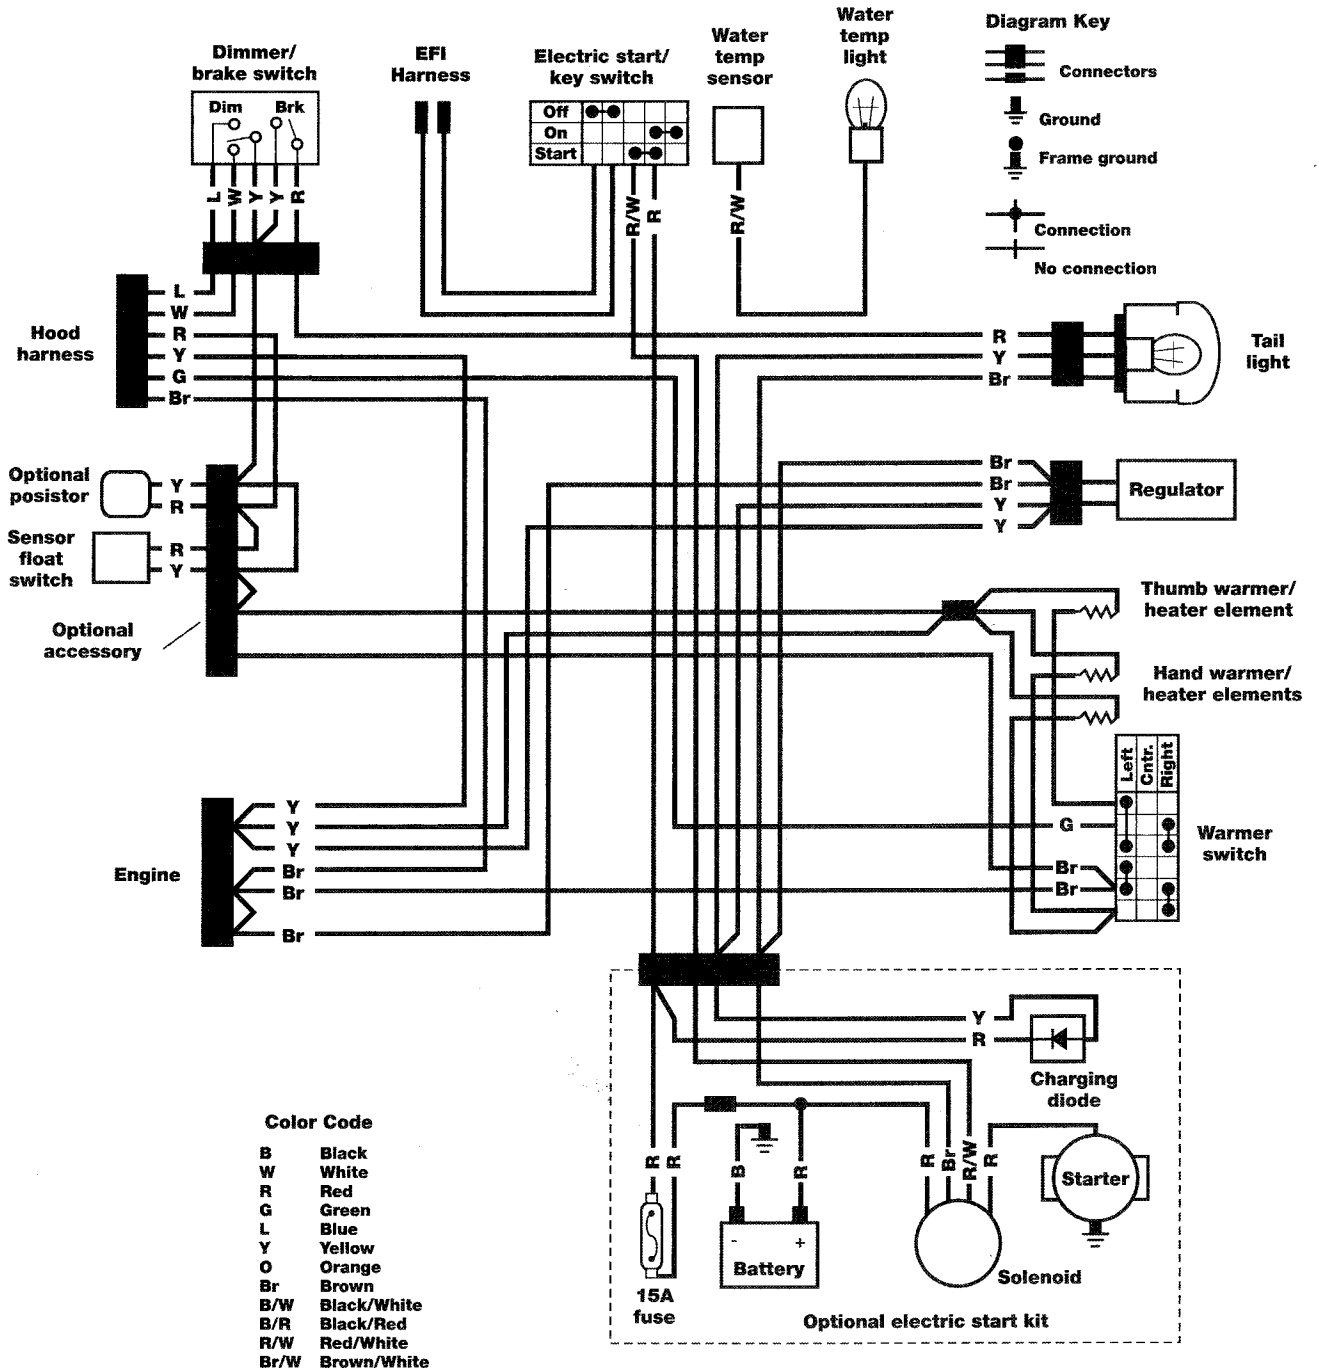 Dimmer/
brake switch
Dim
Brk
L
W
Y
Y
R
EFI
Harness
Electric start/
key switch
Off
On
Start
R/W
R
Water
temp
sensor
R/W
Water
temp
light
Diagram Key
Connectors
Ground
Frame ground
Connection
No connection
Hood
harness
L
W
R
Y
G
Br
R
Y
Br
Tail
light
Optional
posistor
Y
R
Sensor
float
switch
R
Y
Optional
accessory
Br
Br
Y
Y
Regulator
Thumb warmer/
heater element
Hand warmer/
heater elements
Left
Cntr.
Right
G
Br
Br
Warmer
switch
Engine
Y
Y
Y
Br
Br
Br
Y
R
Charging
diode
R
R
B
R
R
Br
R/W
R
Starter
-
+
Battery
Solenoid
15A
fuse
Optional electric start kit
Color Code
B Black
W White
R Red
G Green
L Blue
Y Yellow
O Orange
Br Brown
B/W Black/White
B/R Black/Red
R/W Red/White
Br/W Brown/White